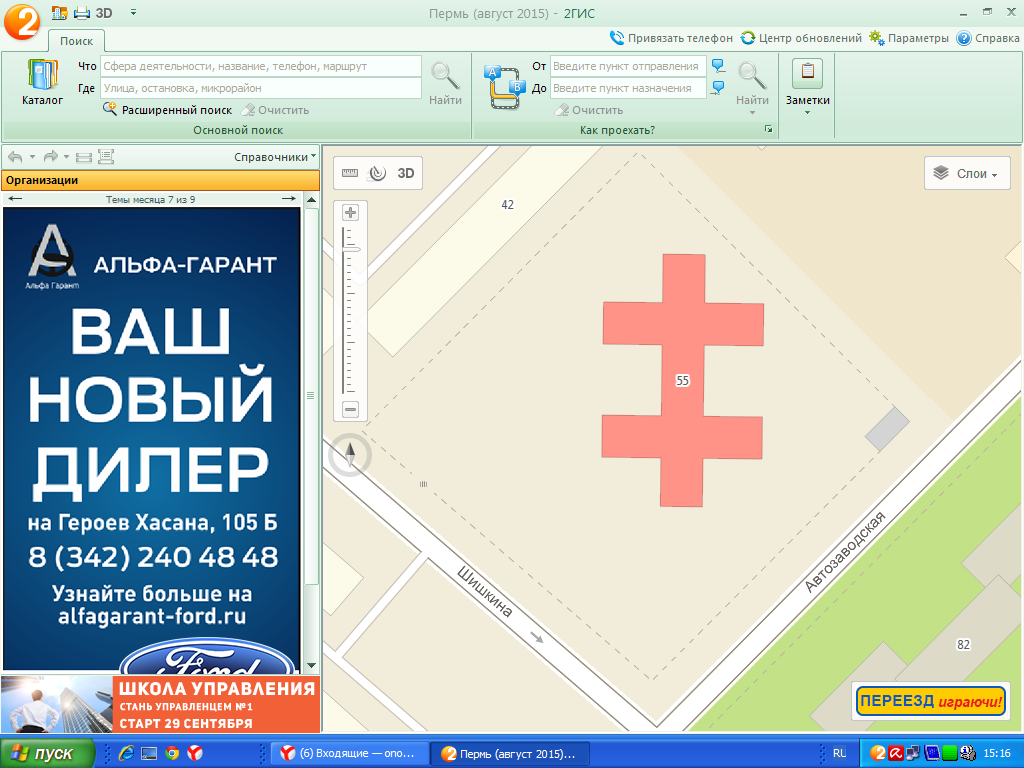 3D
Пермь (август 2015) - 2ГИС
Поиск
Привязать телефон
Центр обновлений
Параметры
Справка
Каталог
Что
Сфера деятельности, название, телефон, маршрут
Где
Улица, остановка, микрорайон
Расширенный поиск
Очистить
Найти
Основной поиск
A
B
От
Введите пункт отправления
До
Введите пункт назначения
Очистить
Найти
Как проехать?
Заметки
Справочники
Организации
Темы месяца 7 из 9
Альфа Гарант
АЛЬФА-ГАРАНТ
ВАШ
НОВЫЙ
ДИЛЕР
на Героев Хасана, 105 Б
8 (342) 240 48 48
Узнайте больше на
alfagarant-ford.ru
Ford
ШКОЛА УПРАВЛЕНИЯ
СТАНЬ УПРАВЛЕНЦЕМ №1
СТАРТ 29 СЕНТЯБРЯ
3D
Слои
42
55
Шишкина
Автозаводская
82
ПЕРЕЕЗД играючи!
пуск
(6) Входящие — оно...
Пермь (август 2015)...
RU
15:16